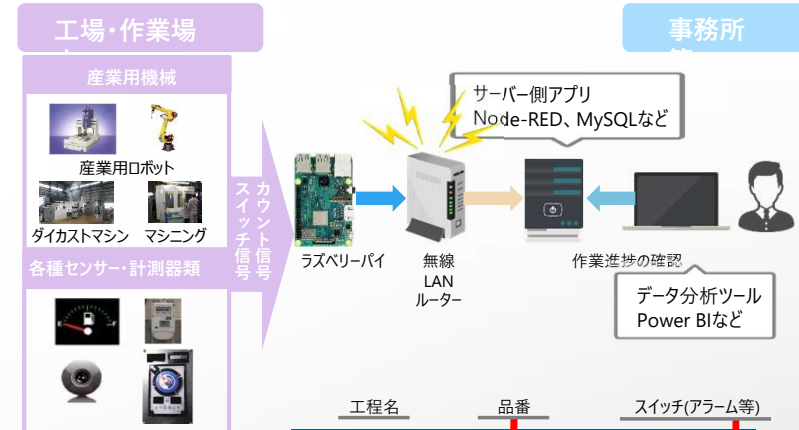 工場・作業場
事務所
産業用機械
サーバー側アプリ
Node-RED、MySQLなど
産業用ロボット
ダイカストマシン
マシニング
カウント信号
スイッチ信号
各種センサー・計測器類
ラズベリーパイ
無線
LAN
ルーター
作業進捗の確認
データ分析ツール
Power BIなど
工程名
品番
スイッチ(アラーム等)